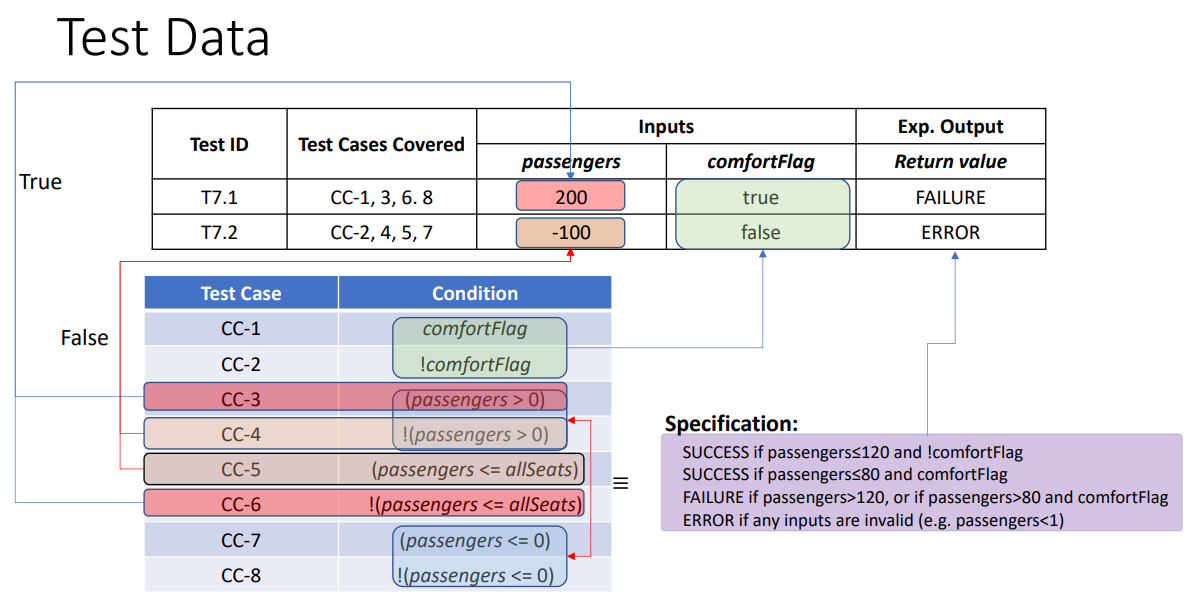 Test Data
Test ID Test Cases Covered Inputs Exp. Output
passengers comfortFlag Return value
T7.1 CC-1, 3, 6. 8 200 true FAILURE
T7.2 CC-2, 4, 5, 7 -100 false ERROR
True
False
Test Case Condition
CC-1 comfortFlag
CC-2 !comfortFlag
CC-3 (passengers > 0)
CC-4 !(passengers > 0)
CC-5 (passengers <= allSeats)
CC-6 !(passengers <= allSeats)
CC-7 (passengers <= 0)
CC-8 !(passengers <= 0)
≡
Specification:
SUCCESS if passengers≤120 and !comfortFlag
SUCCESS if passengers≤80 and comfortFlag
FAILURE if passengers>120, or if passengers>80 and comfortFlag
ERROR if any inputs are invalid (e.g. passengers<1)